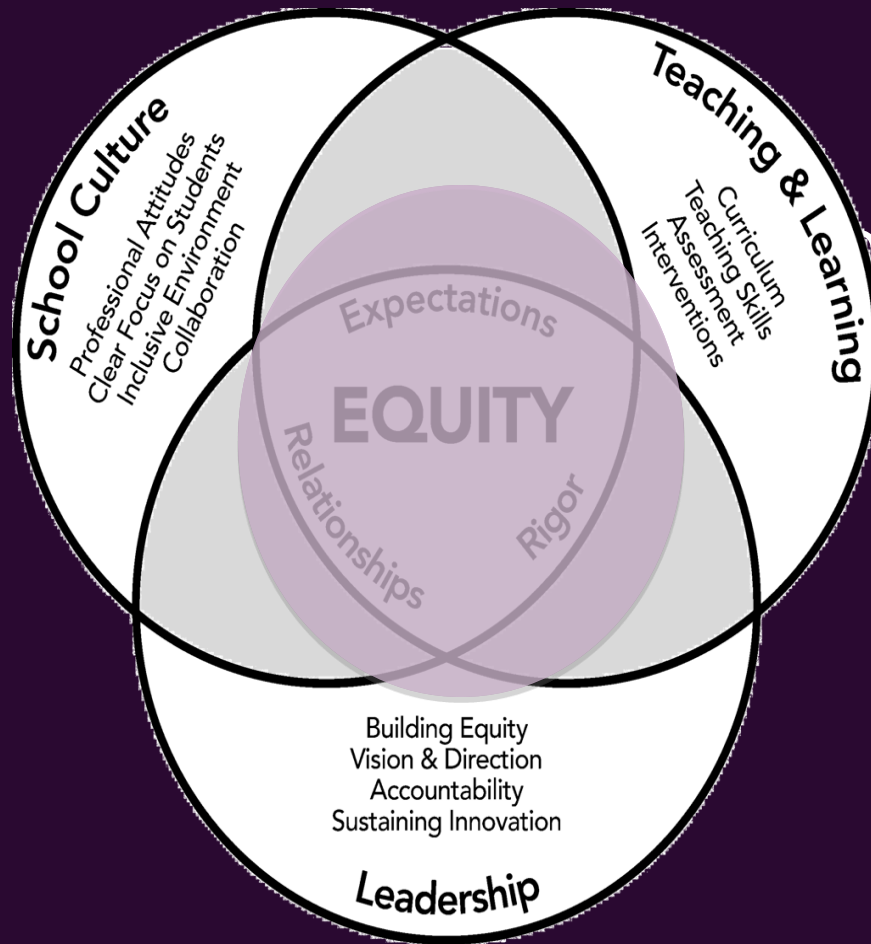 School Culture
Professional Attitudes
Clear Focus on Students
Inclusive Environment
Collaboration
Teaching & Learning
Curriculum
Teaching Skills
Assessment
Interventions
Expectations
EQUITY
Relationships
Rigor
Building Equity
Vision & Direction
Accountability
Sustaining Innovation
Leadership